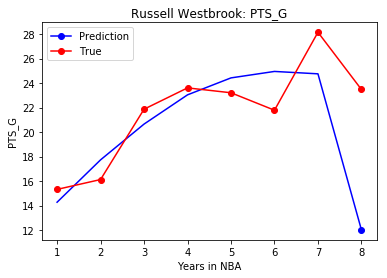 Russell Westbrook: PTS_G
Prediction
True
28
26
24
22
20
18
16
14
12
PTS_G
1 2 3 4 5 6 7 8
Years in NBA